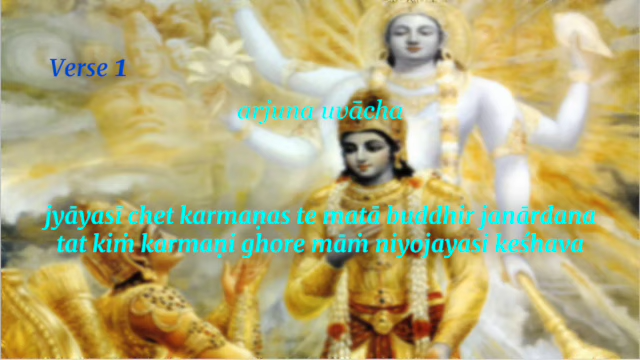 Verse 1
arjuna uvācha
jyāyasī chet karmaṇas te matā buddhir janārdana
tat kiṁ karmaṇi ghore māṁ niyojayasi keśhava